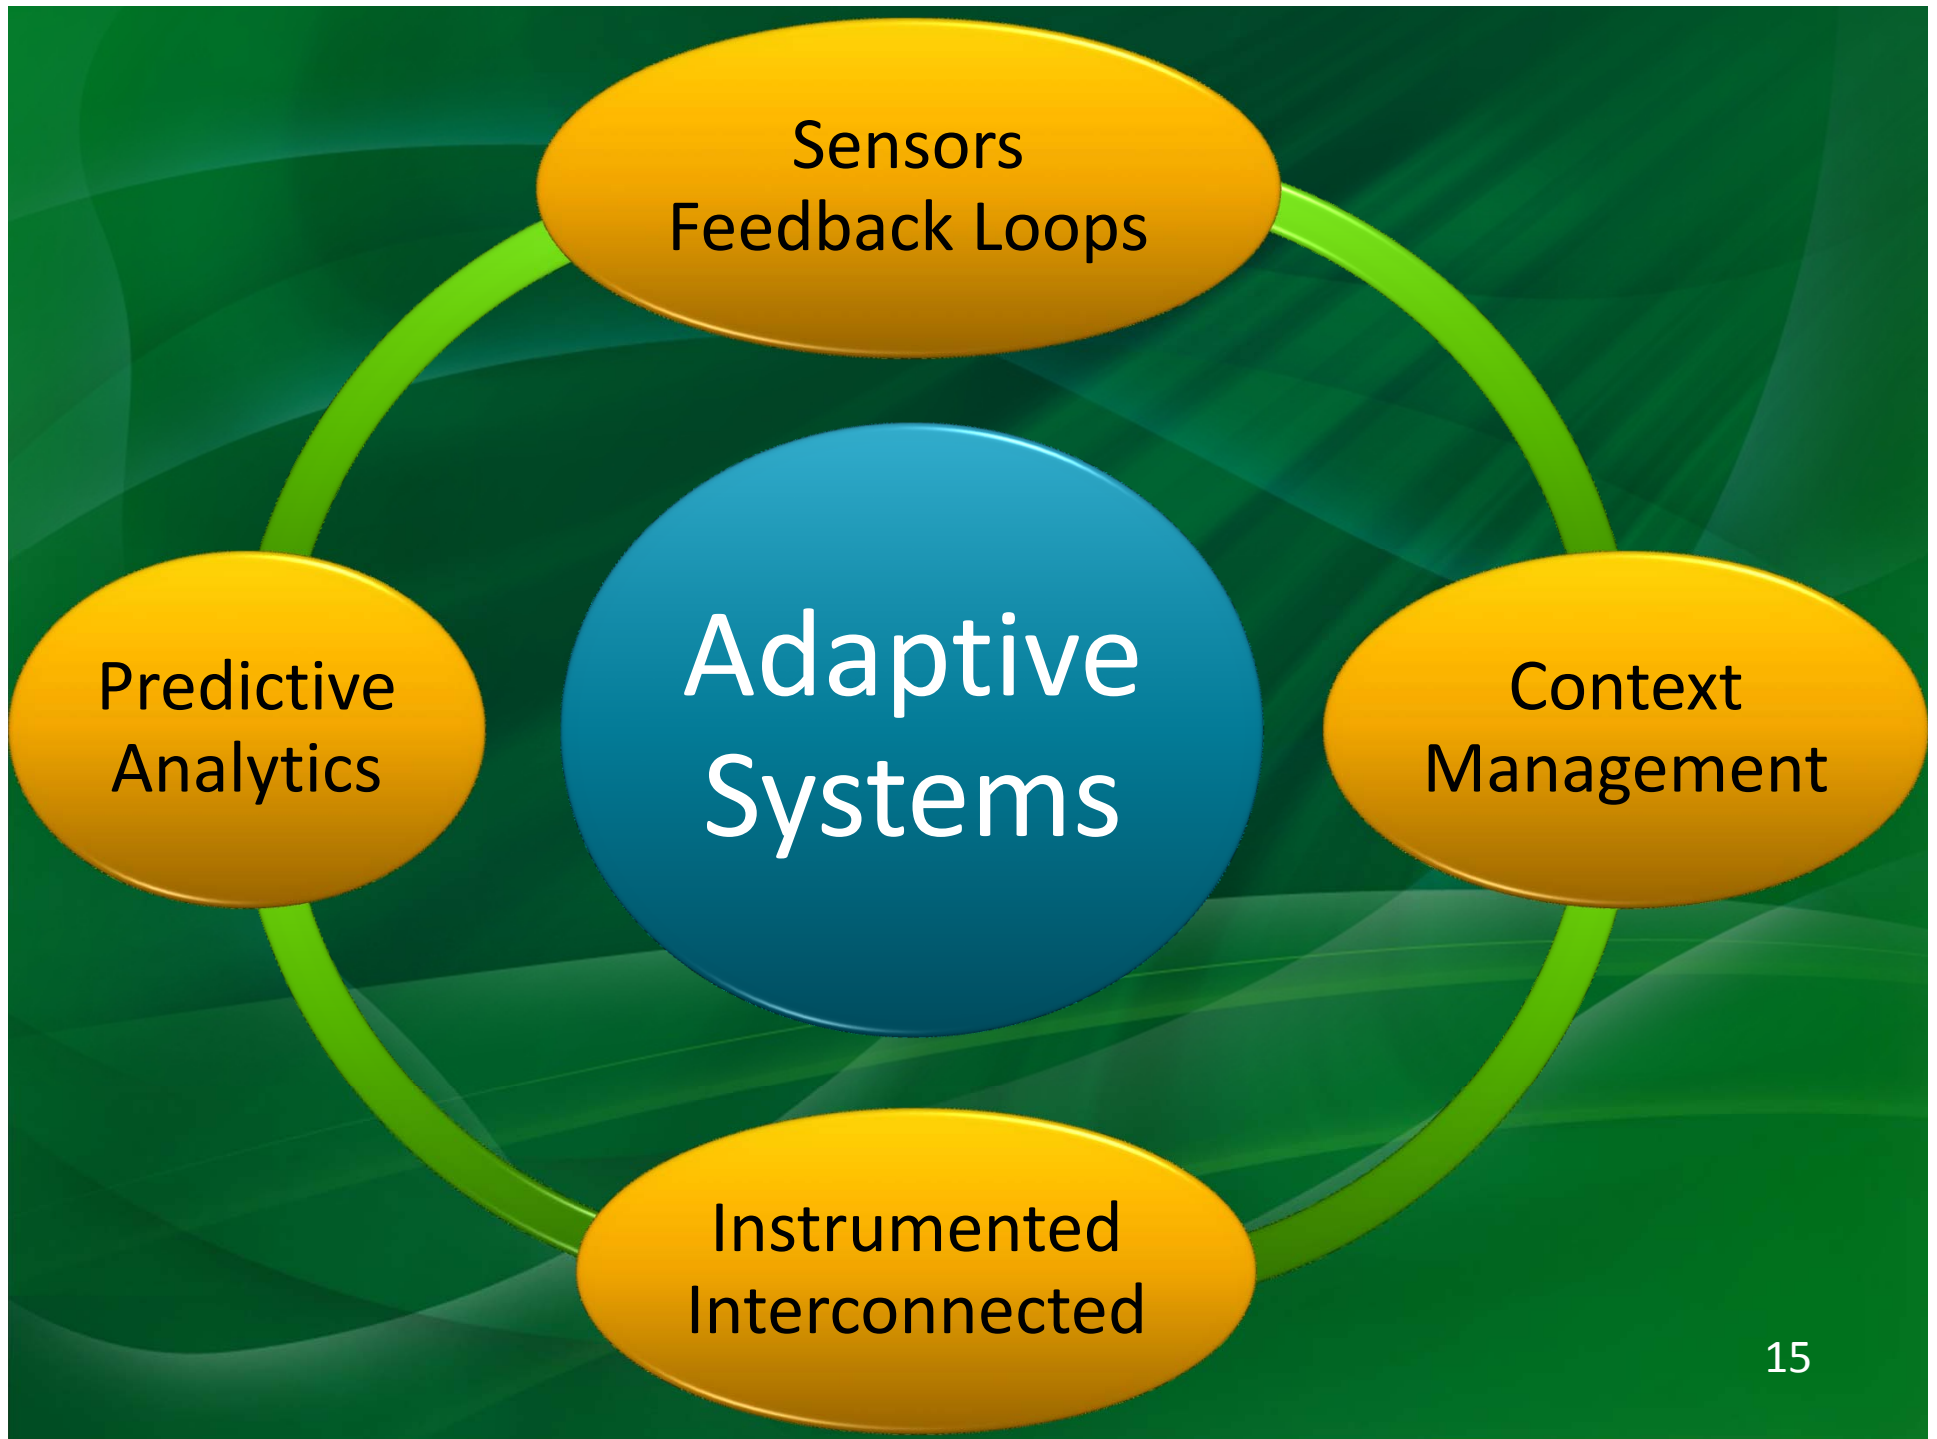 Sensors
Feedback Loops
Predictive
Analytics
Adaptive
Systems
Context
Management
Instrumented
Interconnected
15